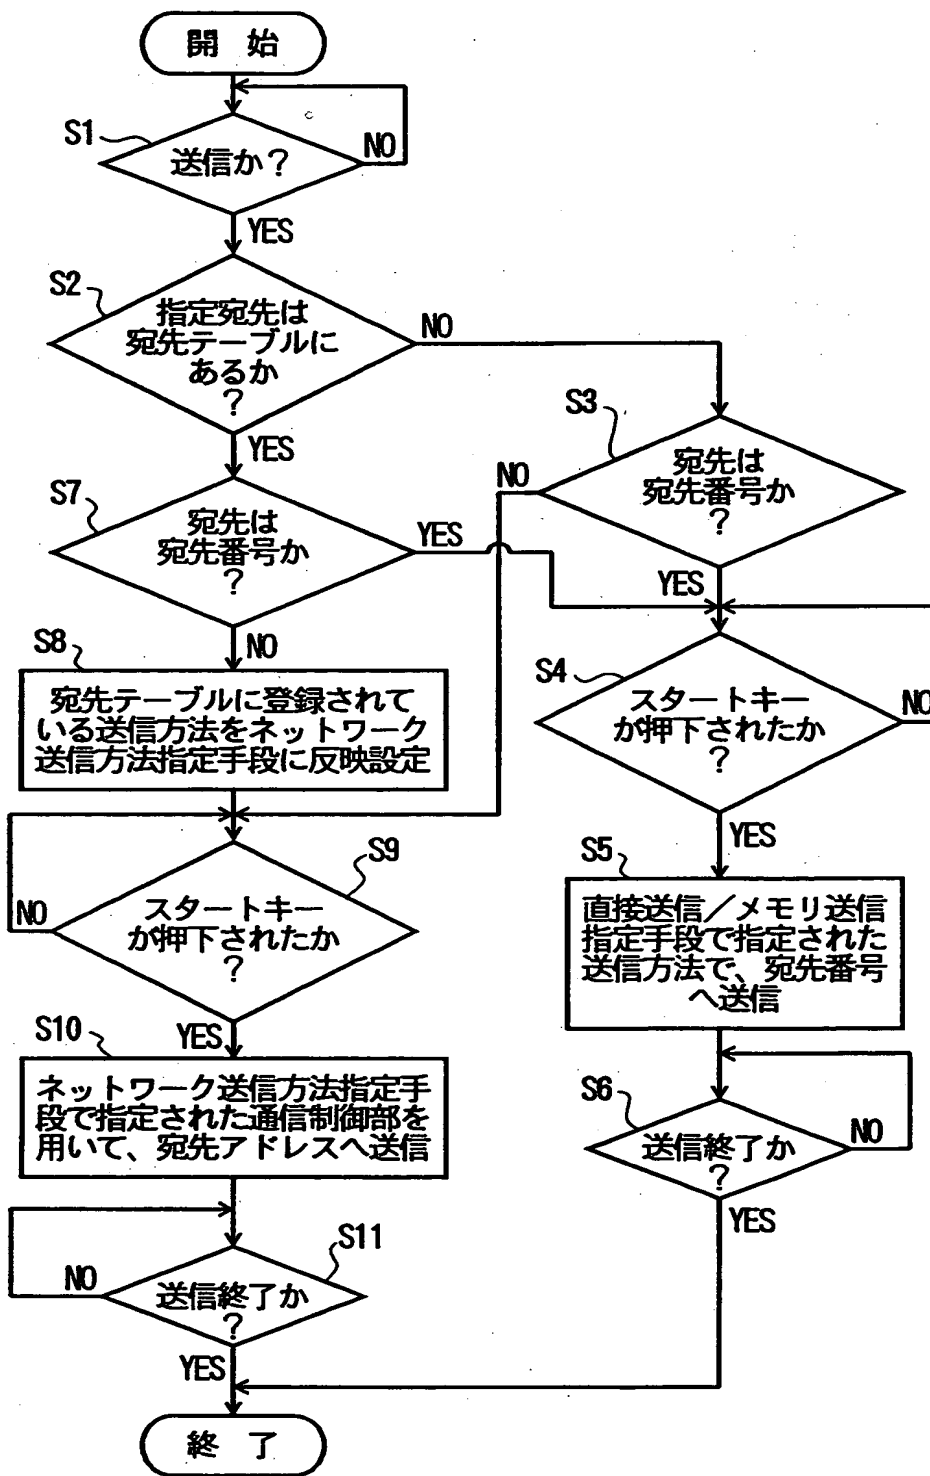 開 始
S1
送信か?
NO
YES
S2
指定宛先は
宛先テーブルに
あるか
?
NO
YES
S3
宛先は
宛先番号か
?
NO
YES
S7
宛先は
宛先番号か
?
YES
NO
S8
宛先テーブルに登録されて
いる送信方法をネットワーク
送信方法指定手段に反映設定
S4
スタートキー
が押下されたか
?
NO
YES
S9
スタートキー
が押下されたか
?
NO
YES
S5
直接送信/メモリ送信
指定手段で指定された
送信方法で、宛先番号
へ送信
S10
ネットワーク送信方法指定手
段で指定された通信制御部を
用いて、宛先アドレスへ送信
S6
送信終了か
?
NO
YES
S11
送信終了か
?
NO
YES
終 了